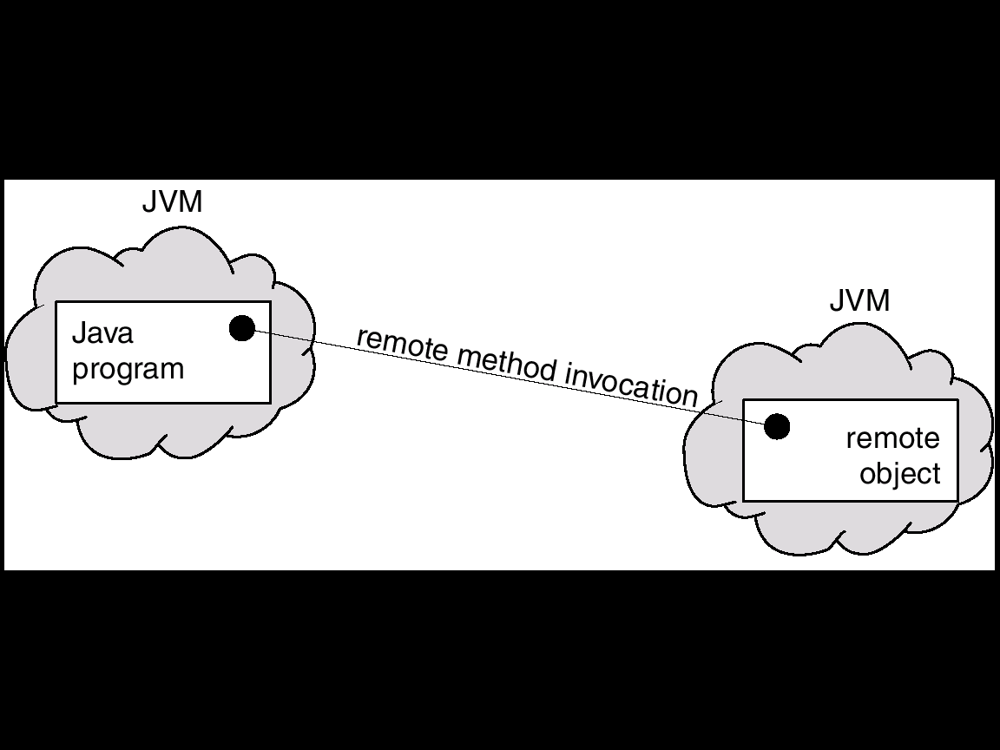 JVM
Java
program
remote method invocation
JVM
remote
object